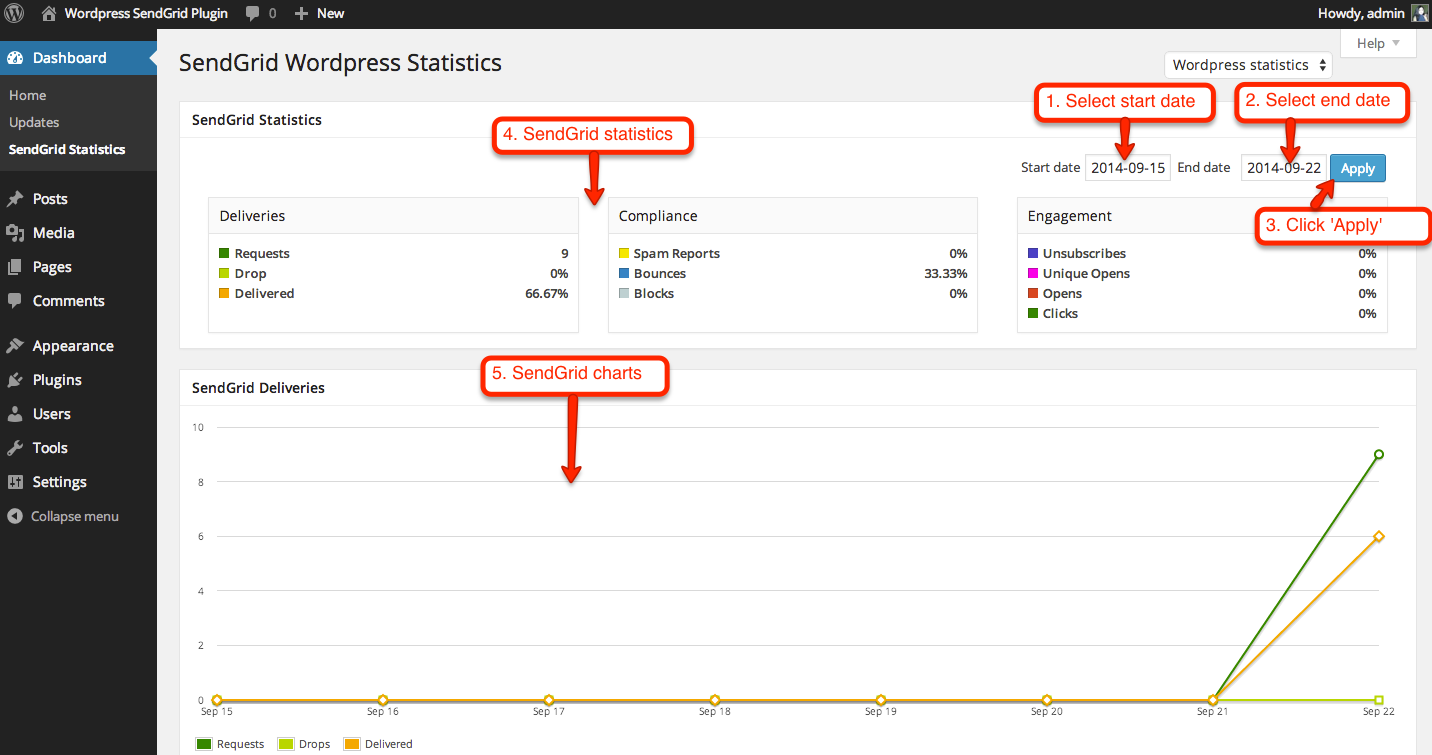 Wordpress SendGrid Plugin 0 New Howdy, admin
Help
Dashboard
Home
Updates
SendGrid Statistics
Posts
Media
Pages
Comments
Appearance
Plugins
Users
Tools
Settings
Collapse menu
SendGrid Wordpress Statistics
Wordpress statistics
1. Select start date
2. Select end date
SendGrid Statistics
4. SendGrid statistics
Start date 2014-09-15 End date 2014-09-22 Apply
3. Click 'Apply'
Deliveries
Requests 9
Drop 0%
Delivered 66.67%
Compliance
Spam Reports 0%
Bounces 33.33%
Blocks 0%
Engagement
Unsubscribes 0%
Unique Opens 0%
Opens 0%
Clicks 0%
5. SendGrid charts
SendGrid Deliveries
10
8
6
4
2
0
Sep 15 Sep 16 Sep 17 Sep 18 Sep 19 Sep 20 Sep 21 Sep 22
Requests Drops Delivered